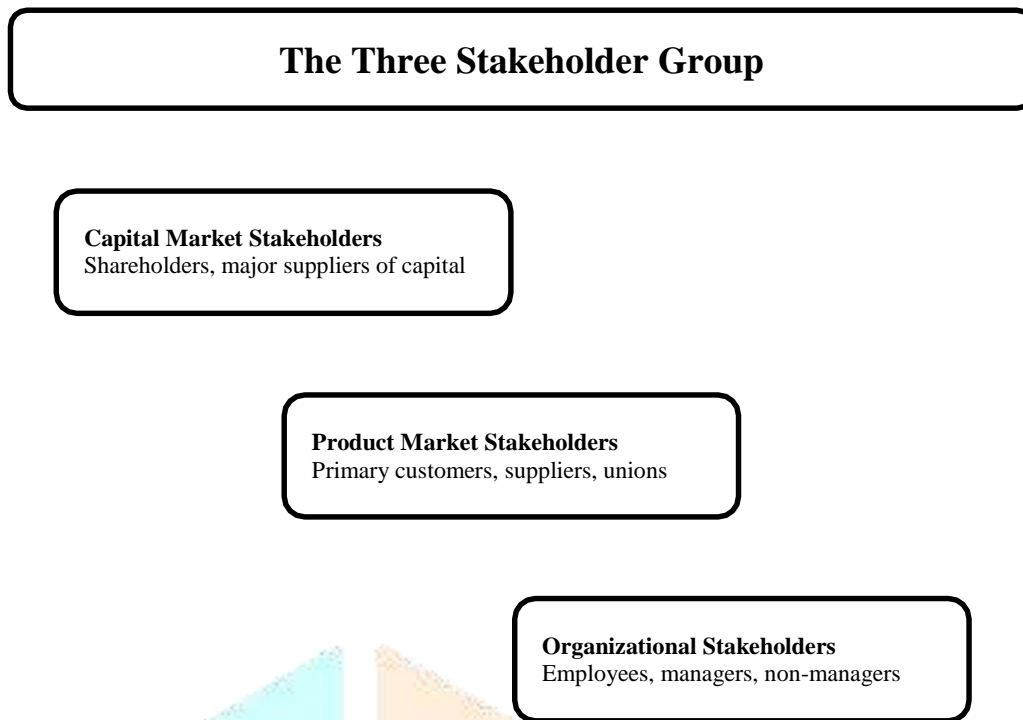 The Three Stakeholder Group
Capital Market Stakeholders
Shareholders, major suppliers of capital
Product Market Stakeholders
Primary customers, suppliers, unions
Organizational Stakeholders
Employees, managers, non-managers